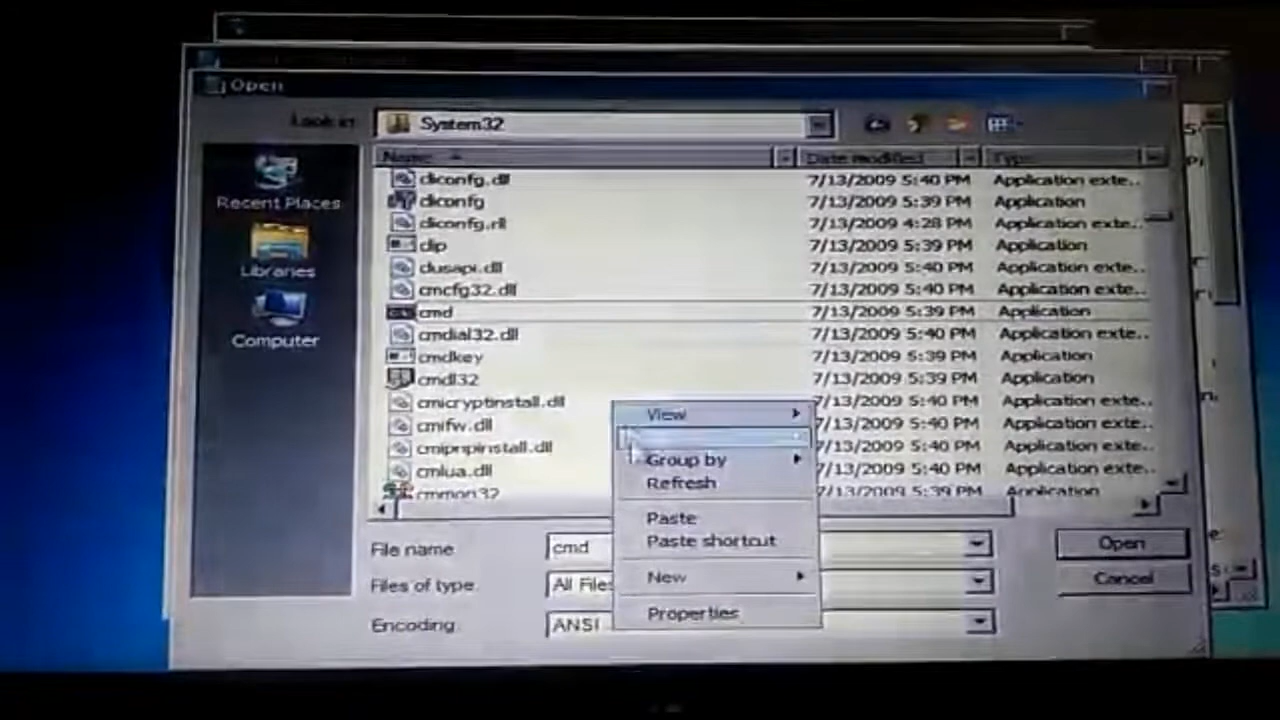 Open
Look in:
System32
Name
Date modified
Type
Recent Places
Libraries
Computer
cliconfg.dll 7/13/2009 5:40 PM Application exte..
cliconfg 7/13/2009 5:39 PM Application
cliconfg.rll 7/13/2009 4:28 PM Application exte..
clip 7/13/2009 5:39 PM Application
clusapi.dll 7/13/2009 5:40 PM Application exte..
cmcfg32.dll 7/13/2009 5:40 PM Application exte..
cmd 7/13/2009 5:39 PM Application
cmdial32.dll 7/13/2009 5:40 PM Application exte..
cmdkey 7/13/2009 5:39 PM Application
cmdl32 7/13/2009 5:39 PM Application
cmicryptinstall.dll 7/13/2009 5:40 PM Application exte..
cmifw.dll 7/13/2009 5:40 PM Application exte..
cmipnpinstall.dll 7/13/2009 5:40 PM Application exte..
cmlua.dll 7/13/2009 5:40 PM Application exte..
cmmon32 7/13/2009 5:39 PM Application
View
Group by
Refresh
Paste
Paste shortcut
New
Properties
File name cmd
Open
Files of type: All Files
Cancel
Encoding: ANSI